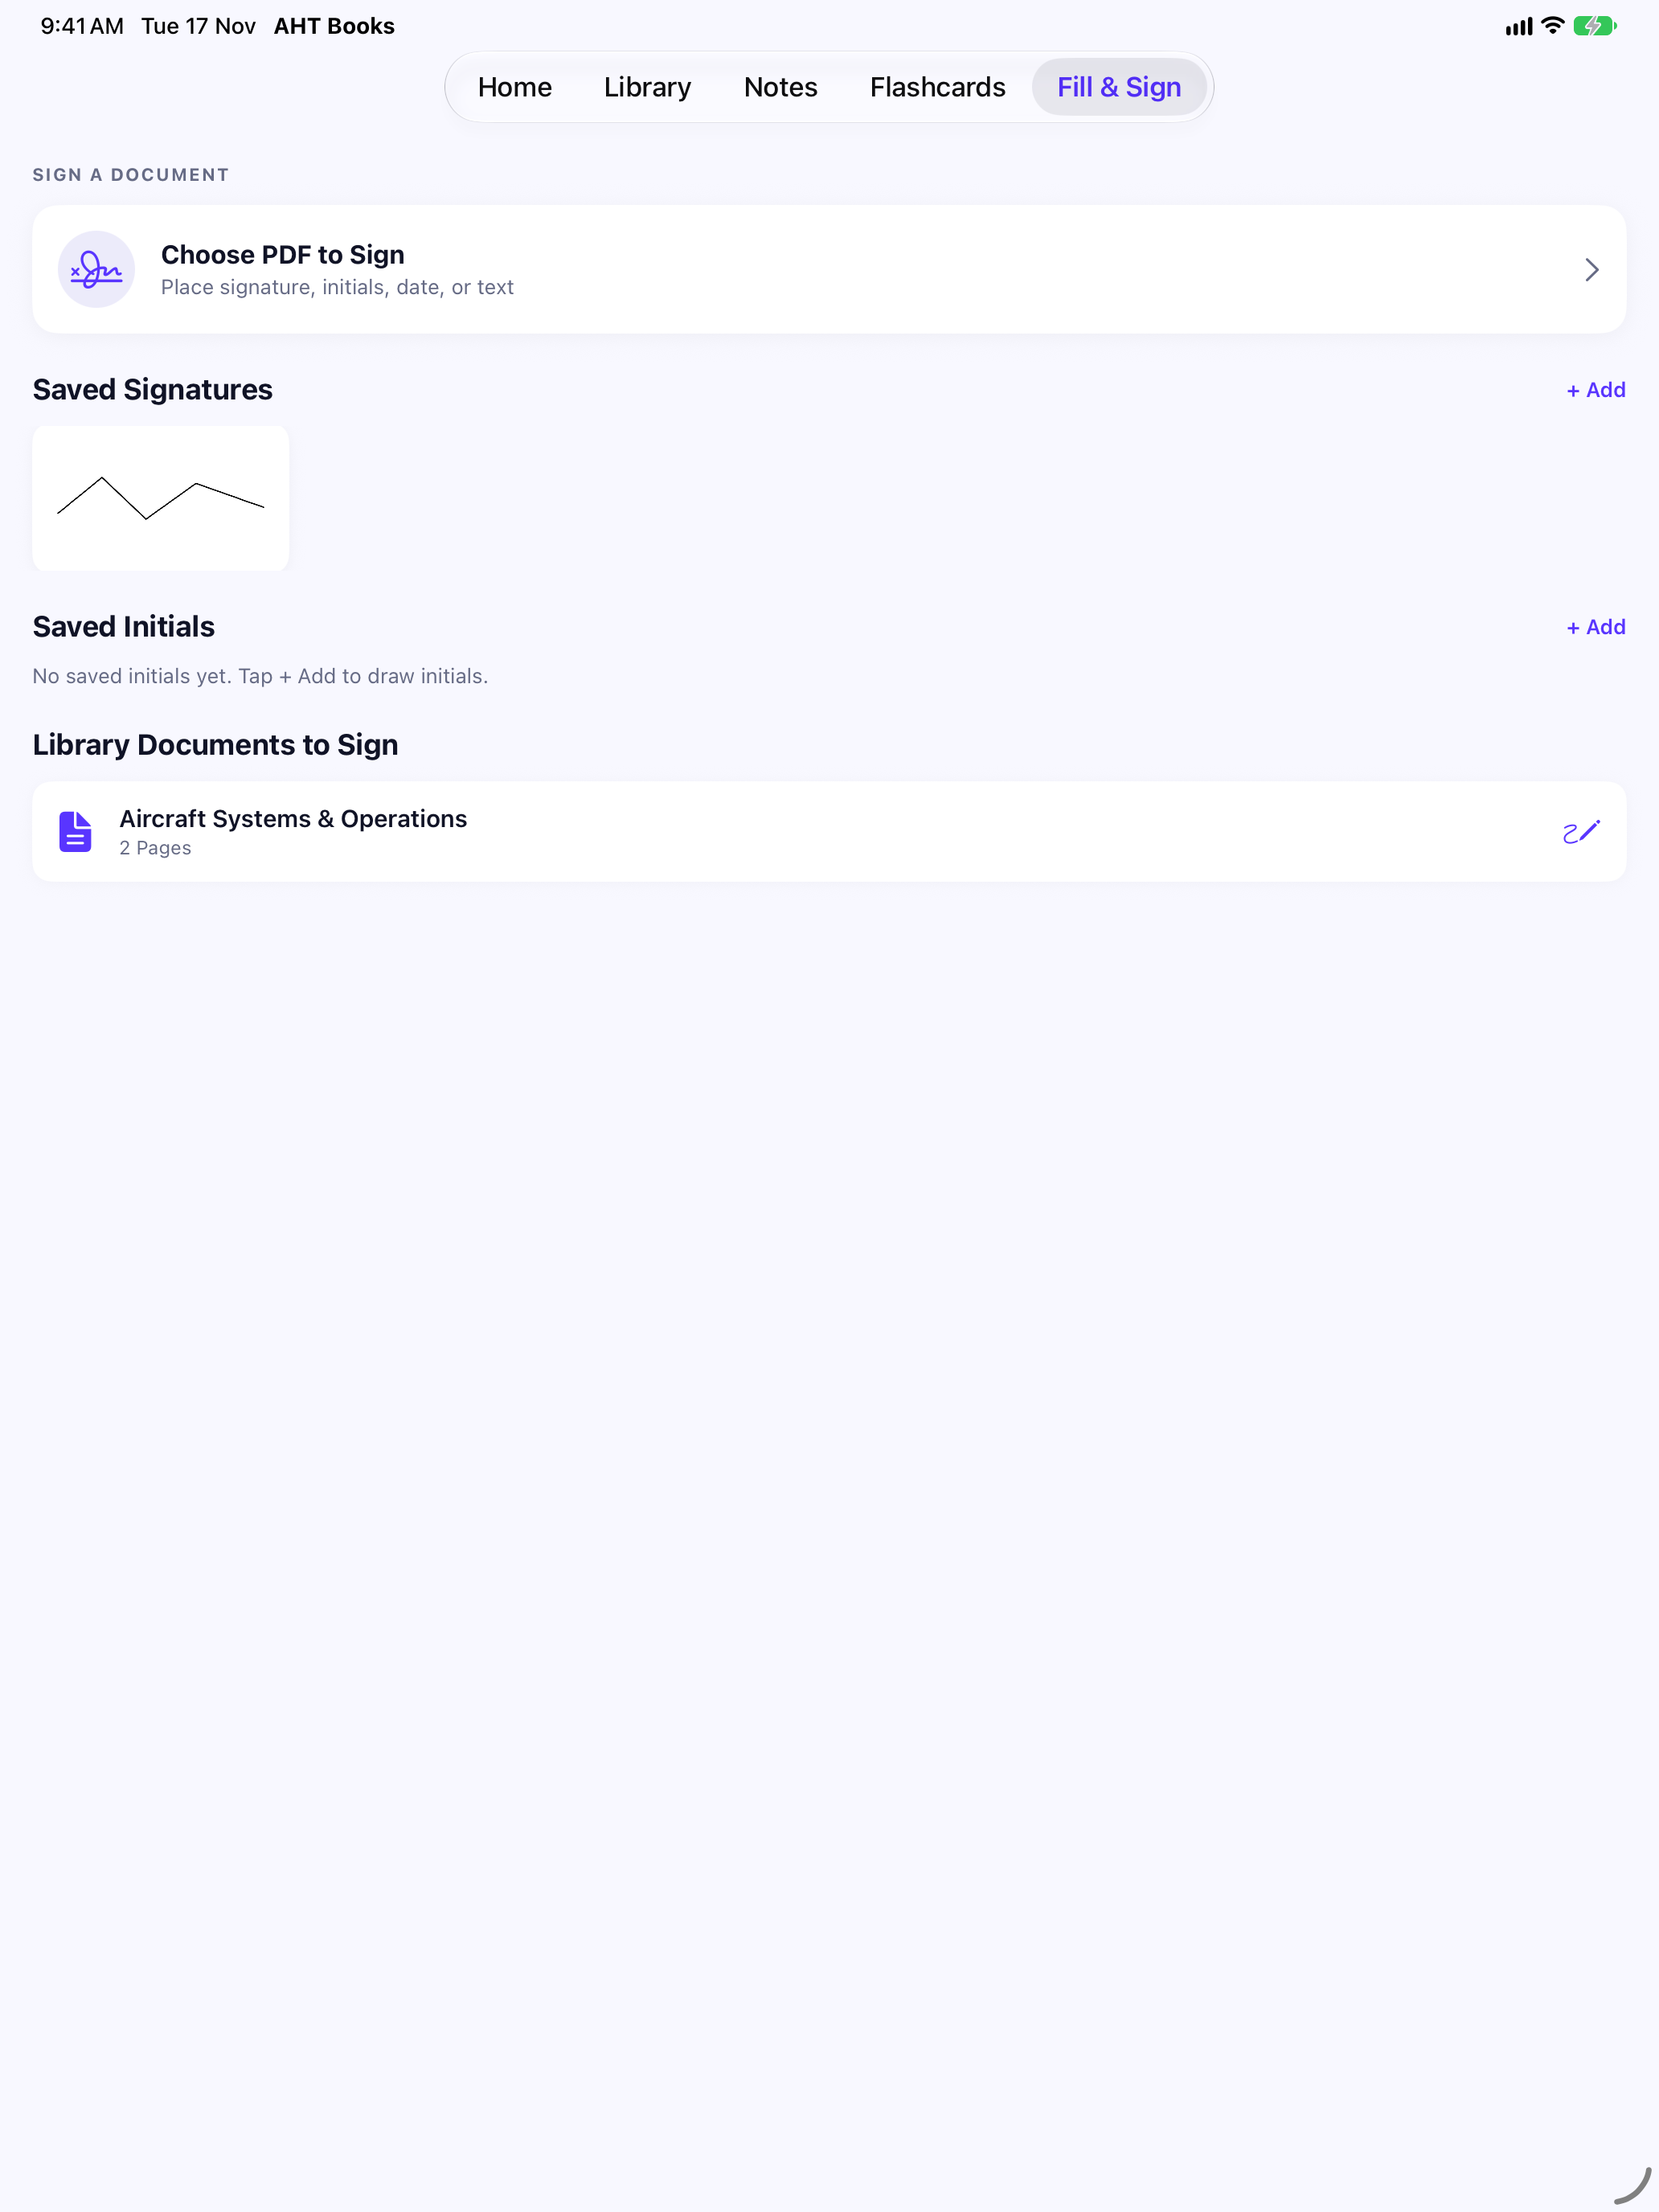 9:41 AM Tue 17 Nov AHT Books
Home Library Notes Flashcards Fill & Sign
SIGN A DOCUMENT
Choose PDF to Sign
Place signature, initials, date, or text
Saved Signatures + Add
Saved Initials + Add
No saved initials yet. Tap + Add to draw initials.
Library Documents to Sign
Aircraft Systems & Operations
2 Pages